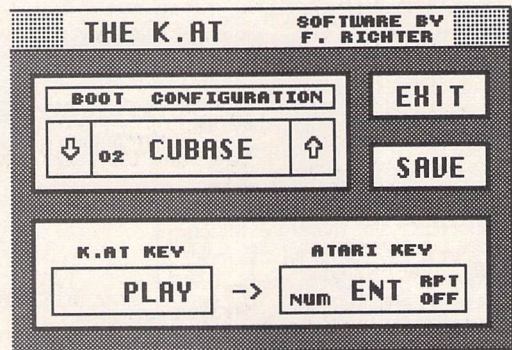 THE K.AT
SOFTWARE BY
F. RICHTER
BOOT CONFIGURATION
02 CUBASE
EXIT
SAVE
K.AT KEY
PLAY
->
ATARI KEY
NUM ENT RPT OFF